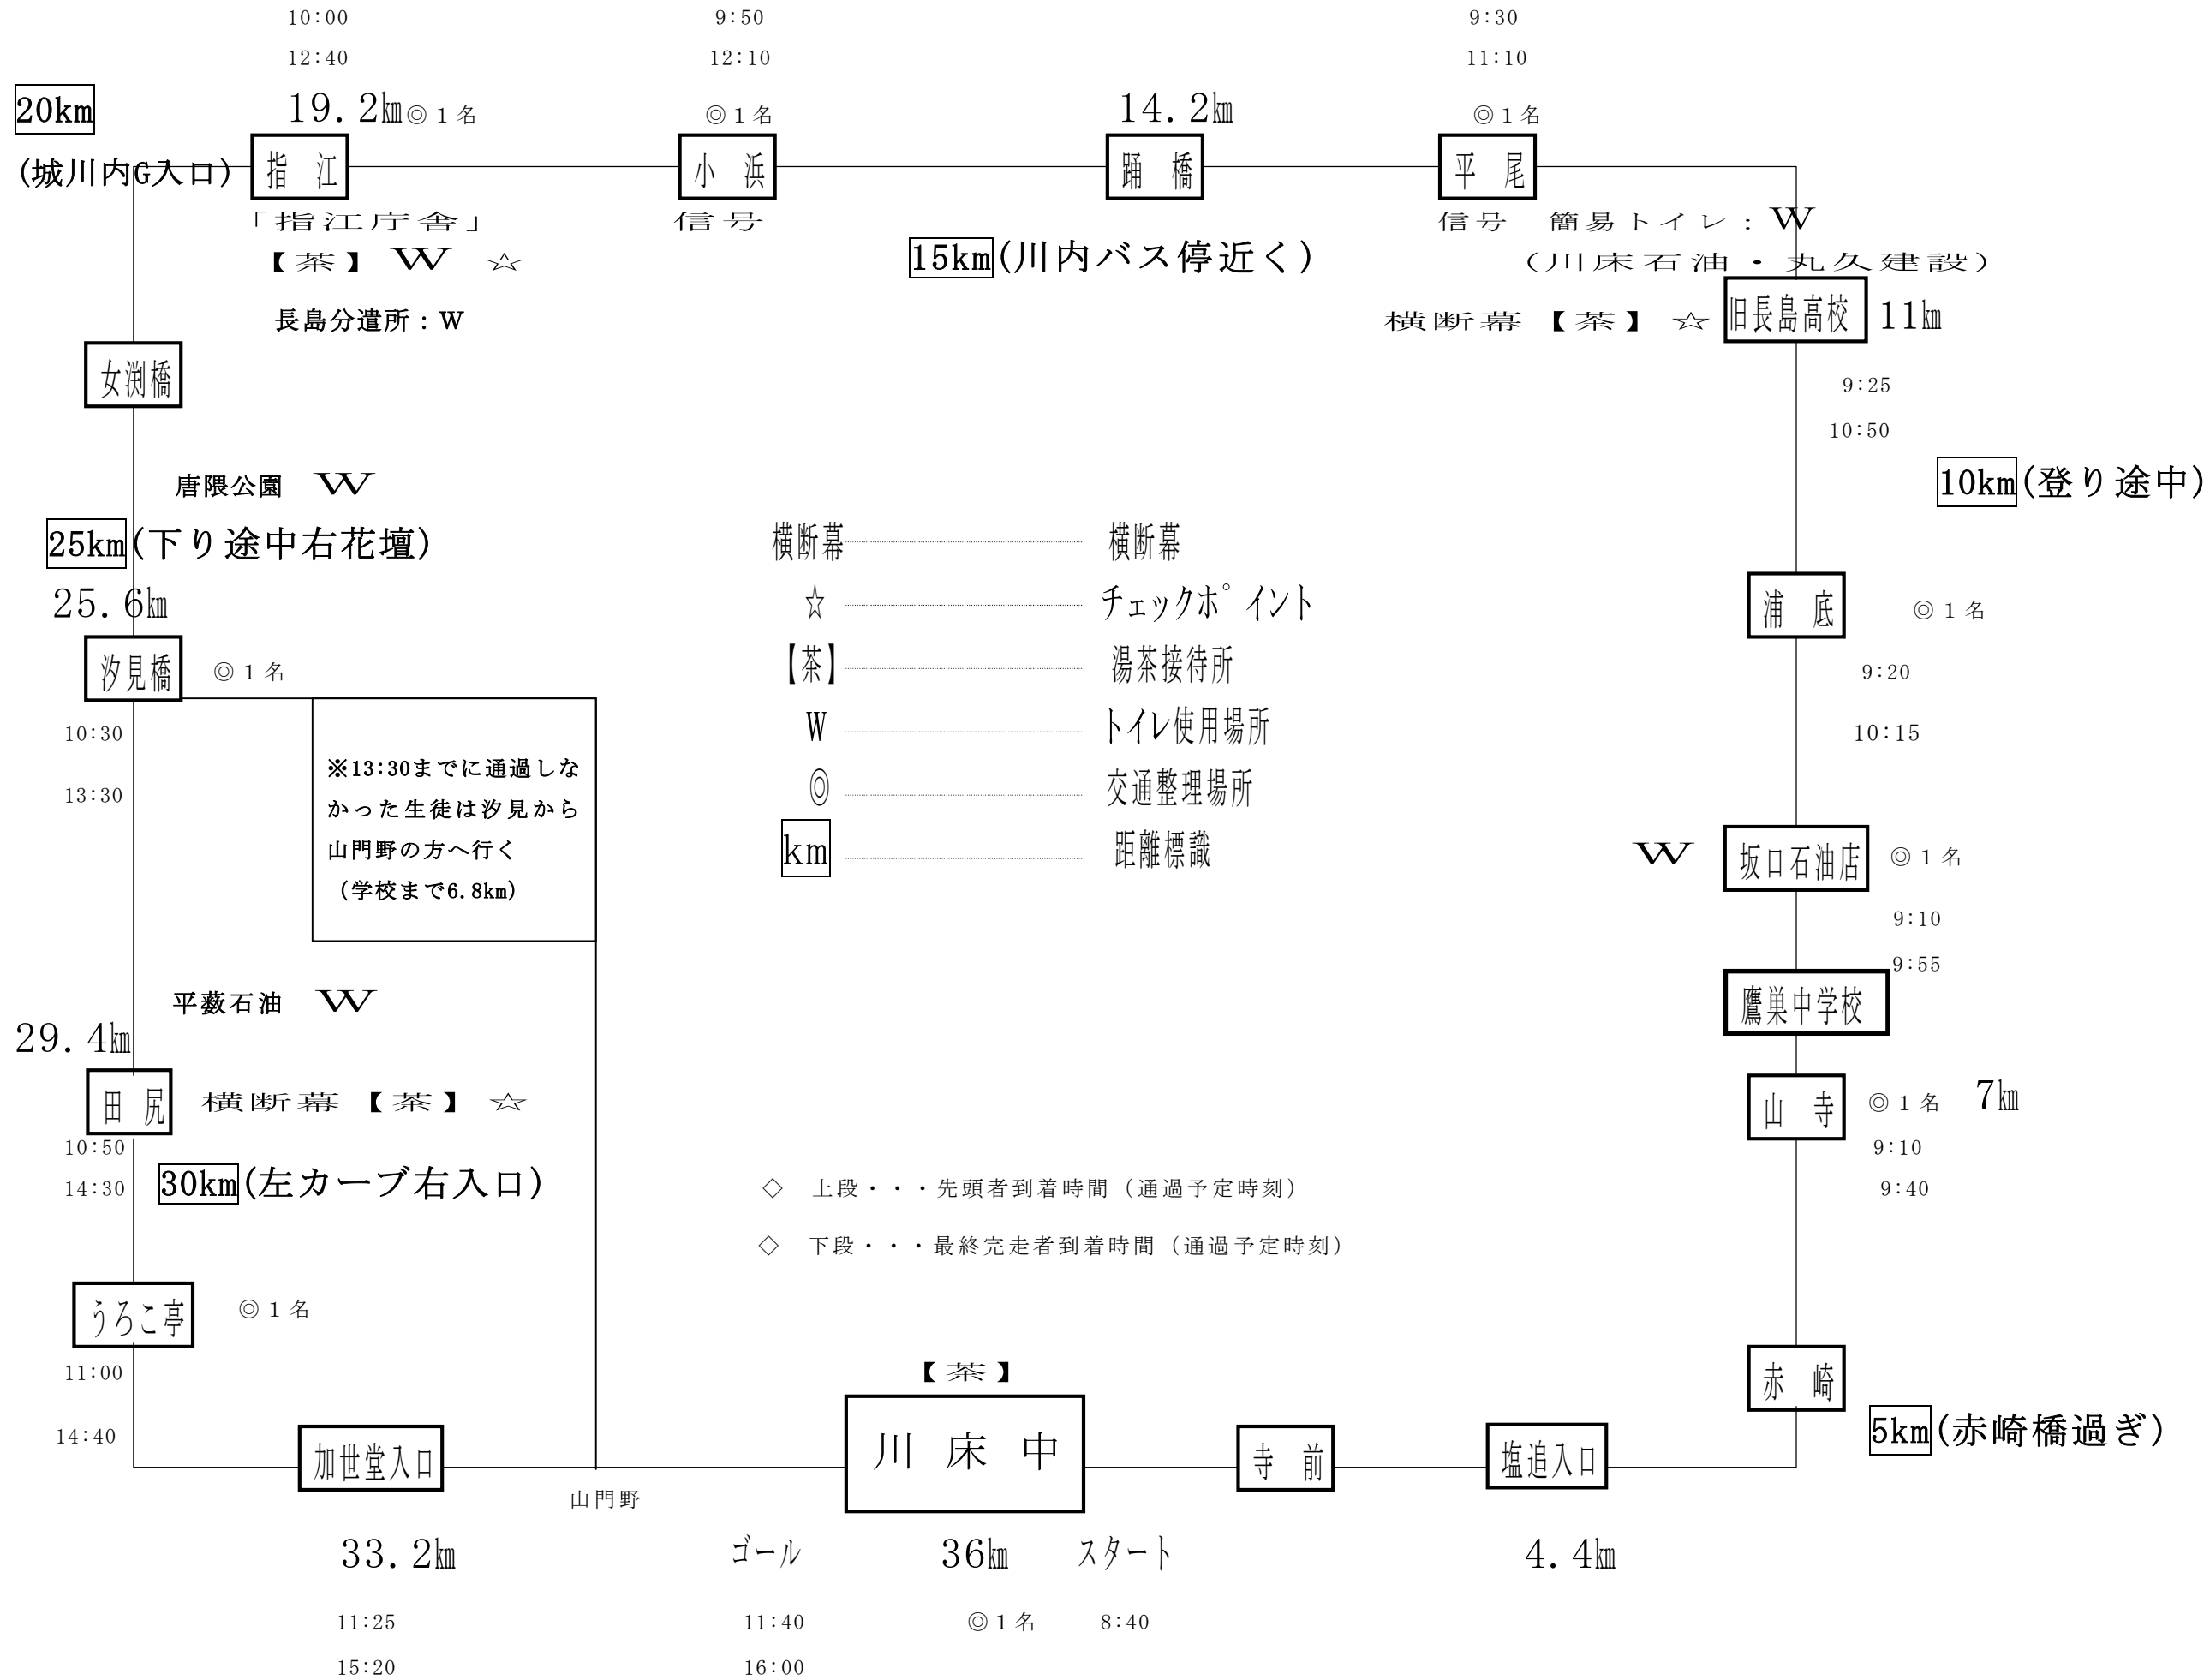 10:00
12:40
9:50
12:10
9:30
11:10
20km
19.2㎞
◎１名
◎１名
14.2㎞
◎１名
(城川内G入口)
指　江
小　浜
踊　橋
平　尾
「指江庁舎」
信号
信号　簡易トイレ：W
【茶】 W ☆
15km(川内バス停近く)
（川床石油・丸久建設）
長島分遣所：W
横断幕【茶】 ☆
旧長島高校
11㎞
女渕橋
9:25
10:50
唐隈公園　W
10km(登り途中)
25km(下り途中右花壇)
25.6㎞
横断幕　横断幕
☆　チェックポイント
【茶】　湯茶接待所
W　トイレ使用場所
◎　交通整理場所
km　距離標識
浦　底
◎１名
汐見橋
◎１名
9:20
10:15
10:30
13:30
※13:30までに通過しな
かった生徒は汐見から
山門野の方へ行く
（学校まで6.8km）
W
坂口石油店
◎１名
9:10
9:55
平薮石油　W
鷹巣中学校
29.4㎞
田　尻
横断幕【茶】 ☆
山　寺
◎１名
7㎞
10:50
14:30
9:10
9:40
30km(左カーブ右入口)
◇　上段・・・先頭者到着時間（通過予定時刻）
◇　下段・・・最終完走者到着時間（通過予定時刻）
うろこ亭
◎１名
11:00
14:40
【茶】
赤　崎
5km(赤崎橋過ぎ)
加世堂入口
川　床　中
寺　前
塩追入口
山門野
33.2㎞
ゴール
36㎞
スタート
4.4㎞
11:25
15:20
11:40
16:00
◎１名
8:40